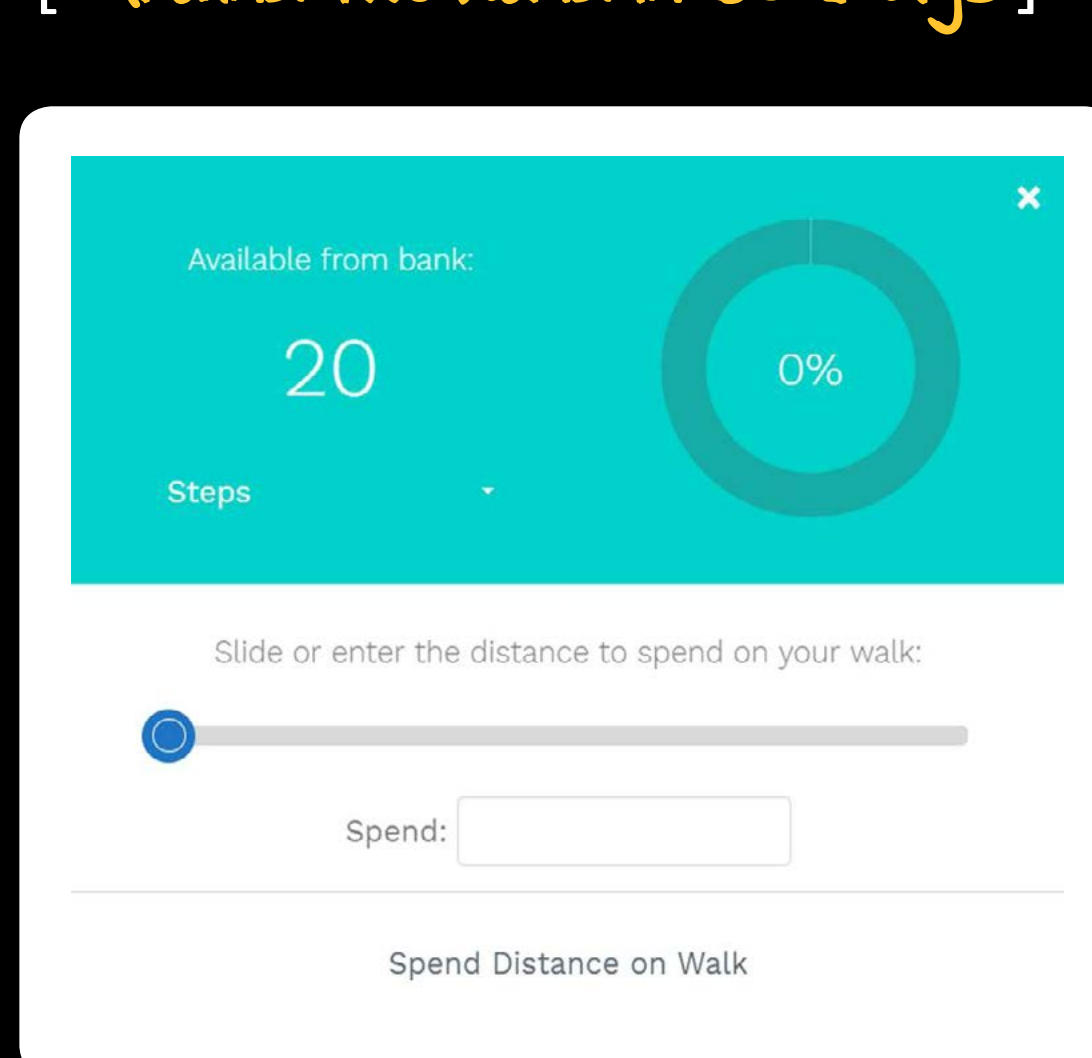 [ ]
×
Available from bank:
20
0%
Steps
Slide or enter the distance to spend on your walk:
Spend:
Spend Distance on Walk